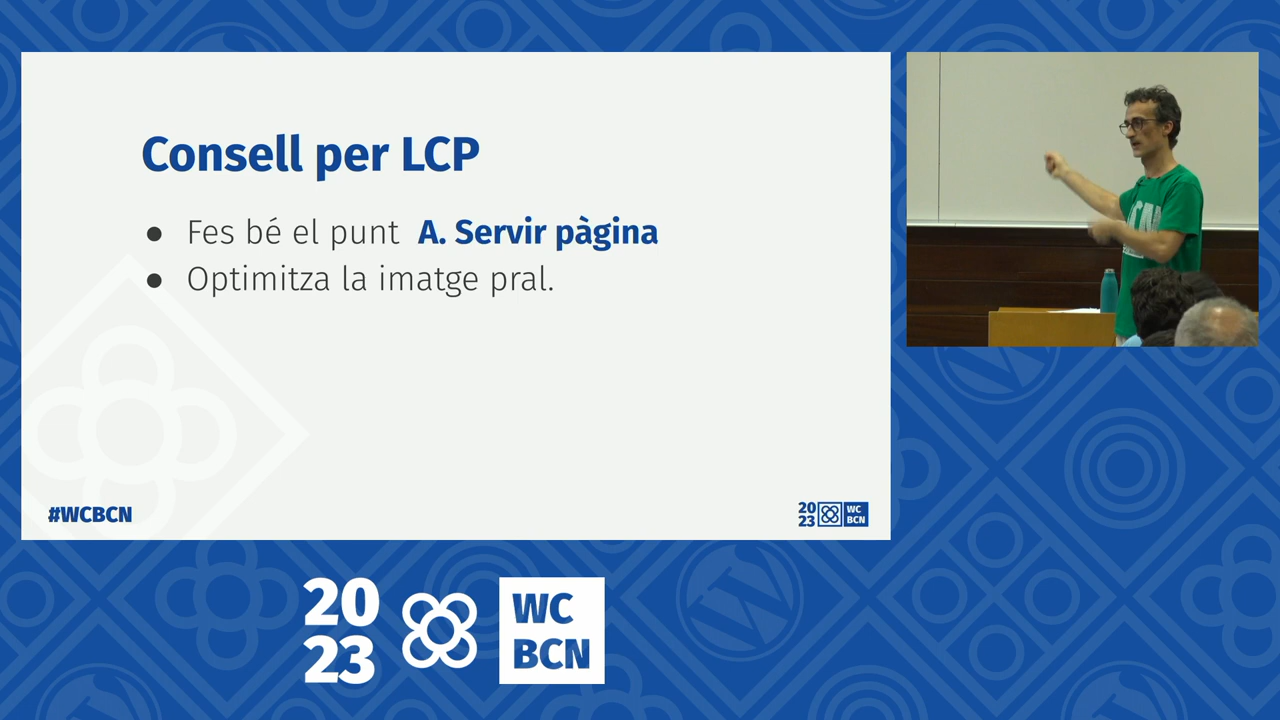 Consell per LCP
● Fes bé el punt A. Servir pàgina
● Optimitza la imatge pral.
#WCBCN
20
23
WC
BCN
20
23
WC
BCN